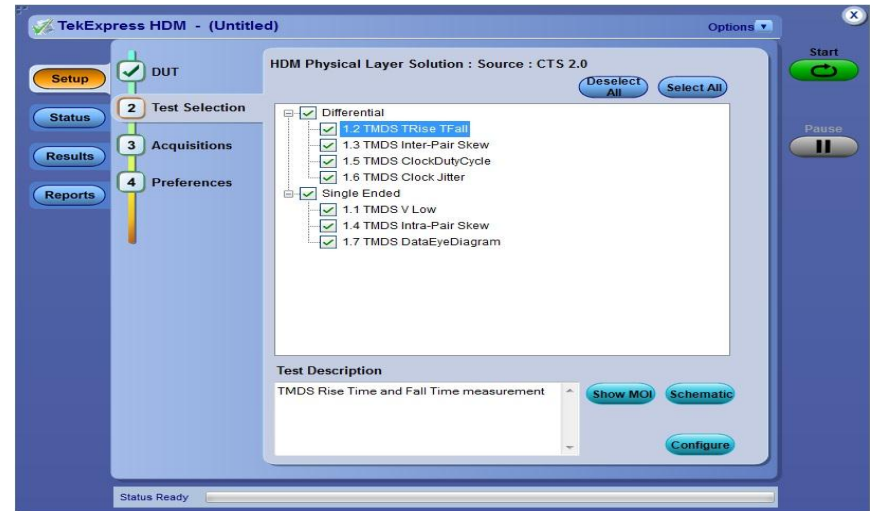 TekExpress HDM - (Untitled)
Options
x
Start
Setup
Status
Results
Reports
DUT
2 Test Selection
3 Acquisitions
4 Preferences
HDM Physical Layer Solution : Source : CTS 2.0
Deselect
All
Select All
Differential
1.2 TMDS TRise TFall
1.3 TMDS Inter-Pair Skew
1.5 TMDS ClockDutyCycle
1.6 TMDS Clock Jitter
Single Ended
1.1 TMDS V Low
1.4 TMDS Intra-Pair Skew
1.7 TMDS DataEyeDiagram
Pause
Test Description
TMDS Rise Time and Fall Time measurement
Show MOI
Schematic
Configure
Status Ready